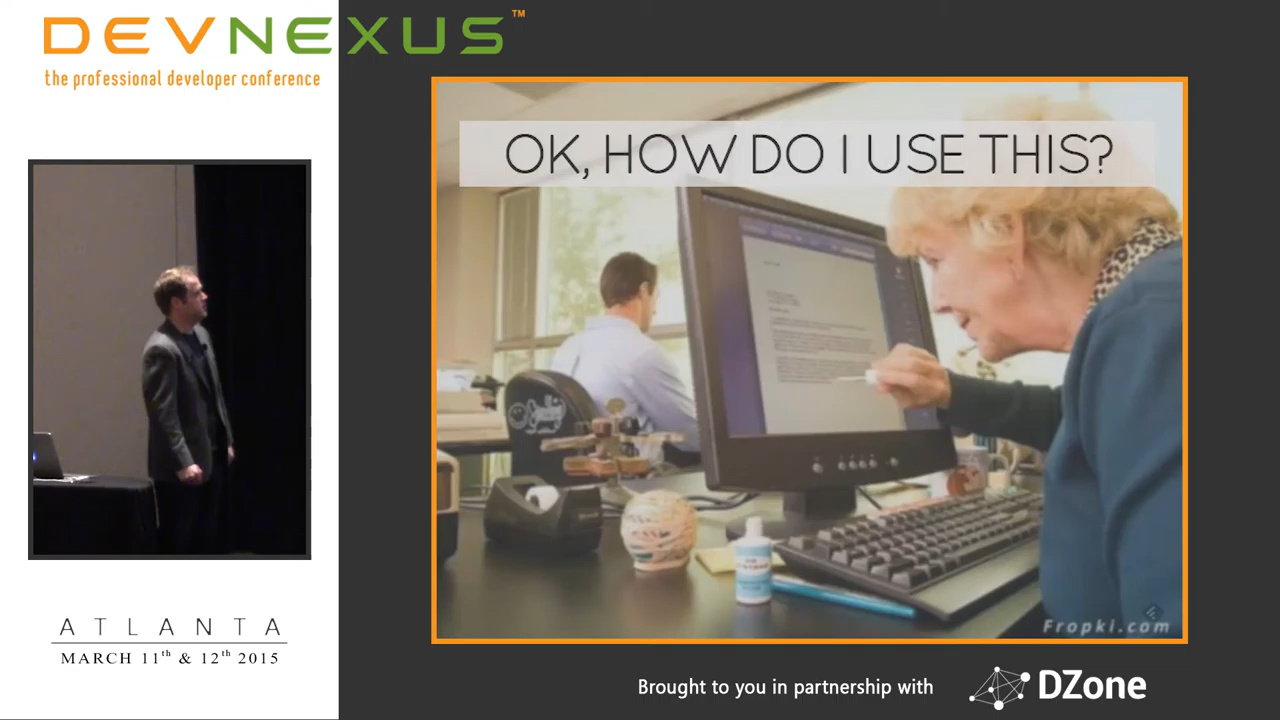 DEVNEXUS™
the professional developer conference
OK, HOW DO I USE THIS?
Fropki.com
ATLANTA
MARCH 11th & 12th 2015
Brought to you in partnership with
DZone